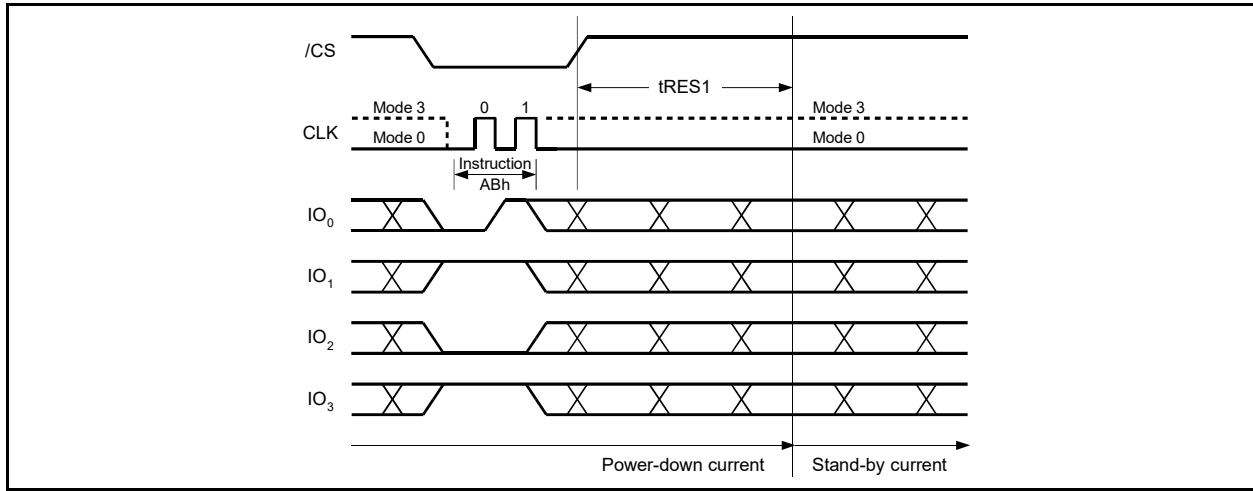 /CS
tRES1
Mode 3 0 1 Mode 3
CLK
Mode 0 Mode 0
Instruction
ABh
IO0
IO1
IO2
IO3
Power-down current Stand-by current